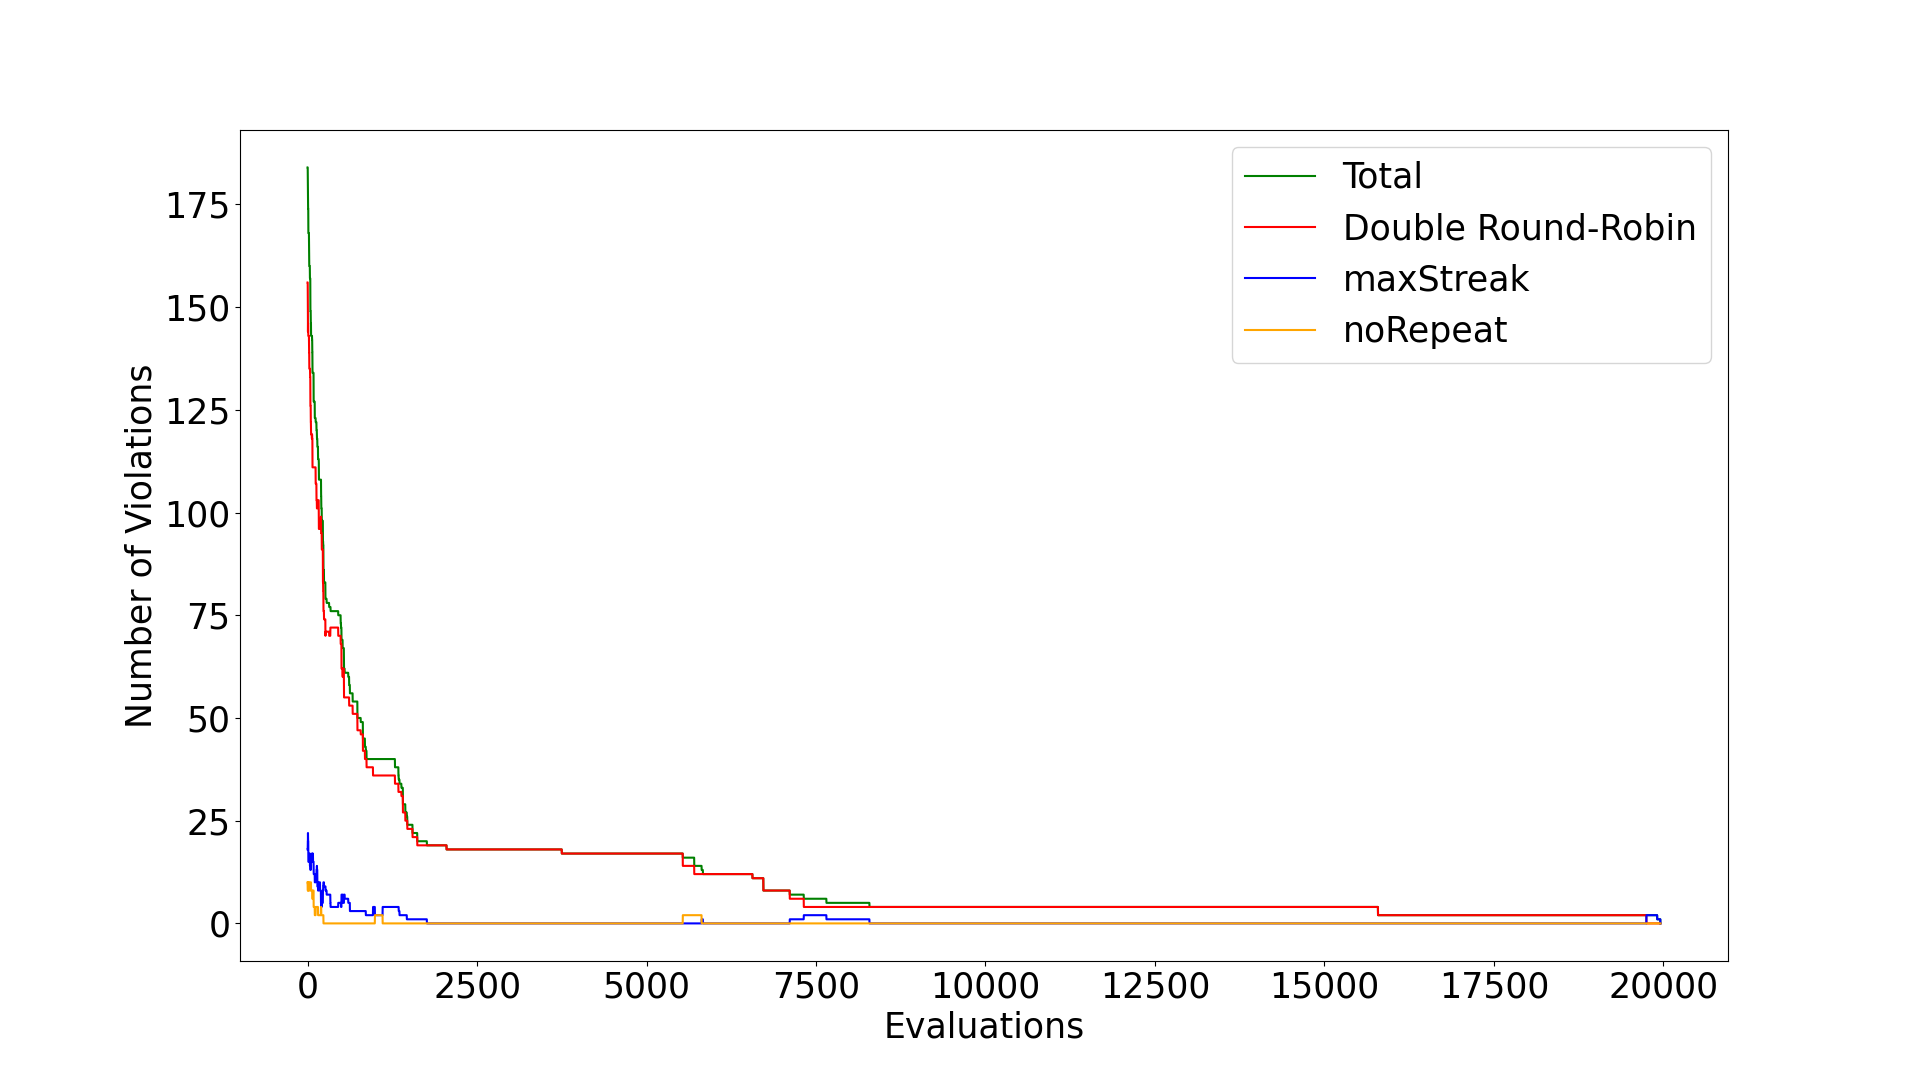 Total
Double Round-Robin
maxStreak
noRepeat
Number of Violations
175
150
125
100
75
50
25
0
0 2500 5000 7500 10000 12500 15000 17500 20000
Evaluations